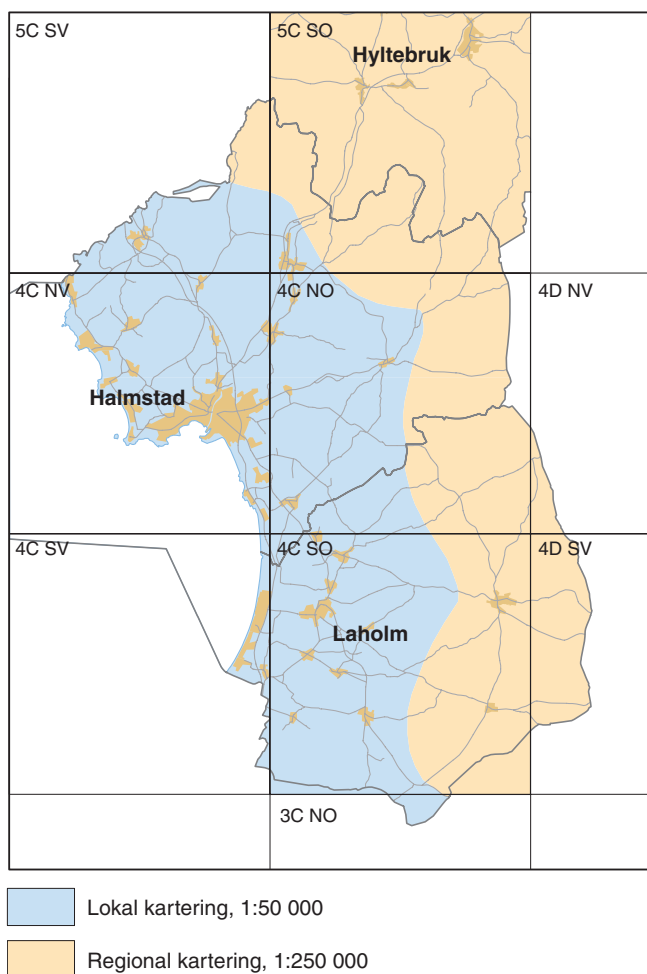 5C SV
5C SO
Hyltebruk
4C NV
4C NO
4D NV
Halmstad
4C SV
4C SO
4D SV
Laholm
3C NO
Lokal kartering, 1:50 000
Regional kartering, 1:250 000